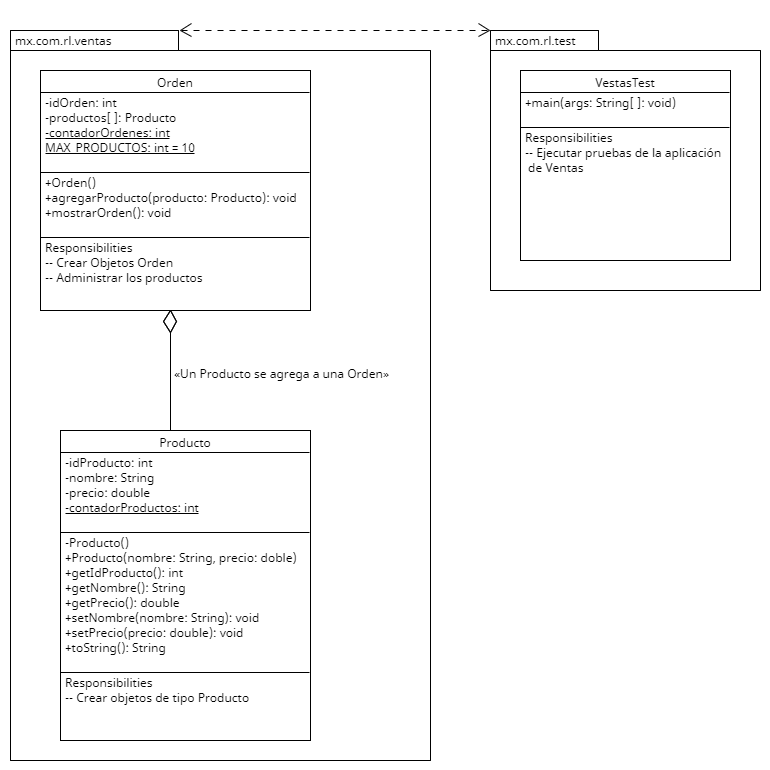 mx.com.rl.ventas
Orden
-idOrden: int
-productos[ ]: Producto
-contadorOrdenes: int
MAX_PRODUCTOS: int = 10
+Orden()
+agregarProducto(producto: Producto): void
+mostrarOrden(): void
Responsibilities
-- Crear Objetos Orden
-- Administrar los productos
«Un Producto se agrega a una Orden»
Producto
-idProducto: int
-nombre: String
-precio: double
-contadorProductos: int
-Producto()
+Producto(nombre: String, precio: doble)
+getIdProducto(): int
+getNombre(): String
+getPrecio(): double
+setNombre(nombre: String): void
+setPrecio(precio: double): void
+toString(): String
Responsibilities
-- Crear objetos de tipo Producto
mx.com.rl.test
VestasTest
+main(args: String[ ]: void)
Responsibilities
-- Ejecutar pruebas de la aplicación
de Ventas